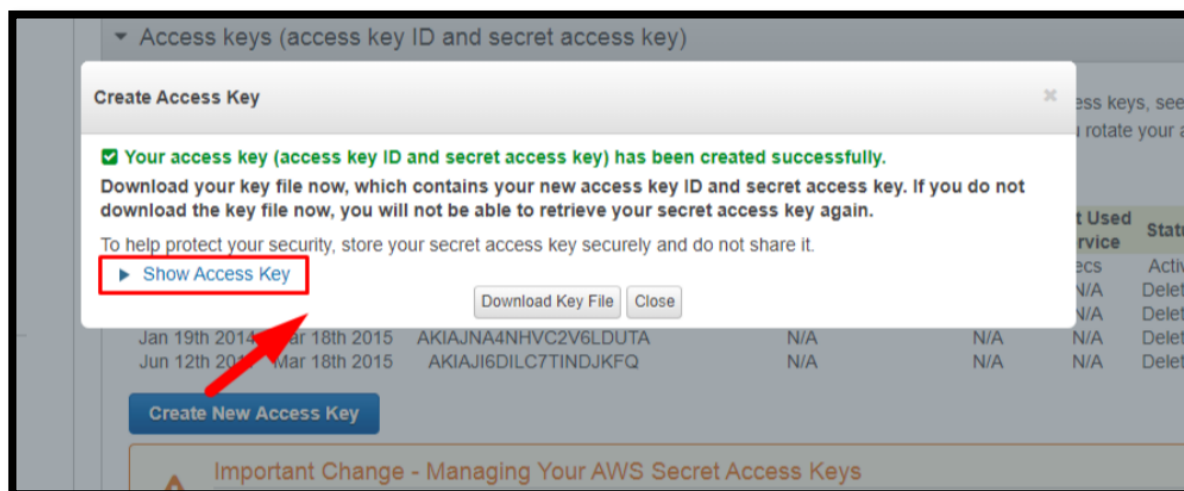 Access keys (access key ID and secret access key)
Create Access Key
ess keys, see
rotate your a
Your access key (access key ID and secret access key) has been created successfully.
Download your key file now, which contains your new access key ID and secret access key. If you do not
download the key file now, you will not be able to retrieve your secret access key again.
To help protect your security, store your secret access key securely and do not share it.
Show Access Key
Download Key File Close
t Used
rvice Statu
ecs Activ
N/A Delet
N/A Delet
Jan 19th 2014 Mar 18th 2015 AKIAJNA4NHVC2V6LDUTA N/A N/A N/A Delet
Jun 12th Mar 18th 2015 AKIAJI6DILC7TINDJKFQ N/A N/A N/A Delet
Create New Access Key
Important Change - Managing Your AWS Secret Access Keys